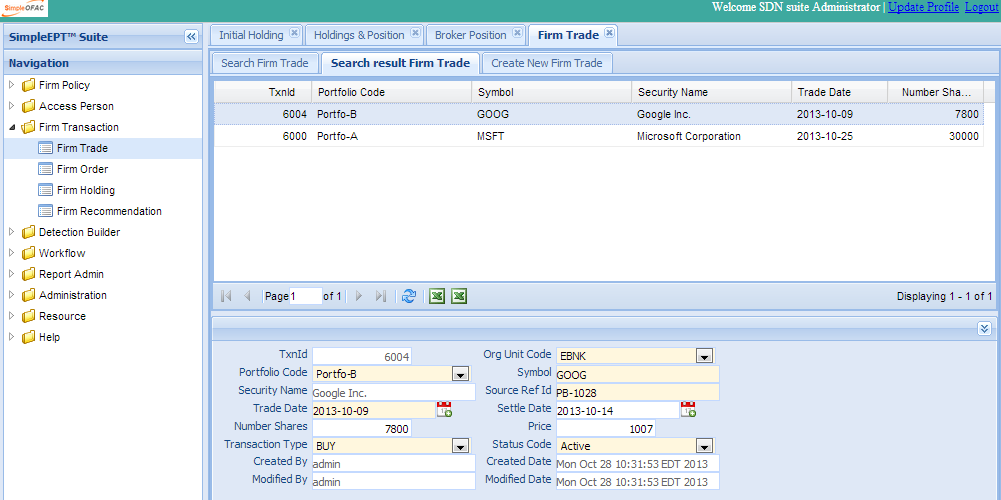 SimpleOFAC
Welcome SDN suite Administrator | Update Profile Logout
SimpleEPT™ Suite
Initial Holding Holdings & Position Broker Position Firm Trade
Navigation
Search Firm Trade Search result Firm Trade Create New Firm Trade
Firm Policy
Access Person
Firm Transaction
Firm Trade
Firm Order
Firm Holding
Firm Recommendation
Detection Builder
Workflow
Report Admin
Administration
Resource
Help
TxnId Portfolio Code Symbol Security Name Trade Date Number Sha...
6004 Portfo-B GOOG Google Inc. 2013-10-09 7800
6000 Portfo-A MSFT Microsoft Corporation 2013-10-25 30000
Page 1 of 1 Displaying 1 - 1 of 1
TxnId 6004 Org Unit Code EBNK
Portfolio Code Portfo-B Symbol GOOG
Security Name Google Inc. Source Ref Id PB-1028
Trade Date 2013-10-09 Settle Date 2013-10-14
Number Shares 7800 Price 1007
Transaction Type BUY Status Code Active
Created By admin Created Date Mon Oct 28 10:31:53 EDT 2013
Modified By admin Modified Date Mon Oct 28 10:31:53 EDT 2013